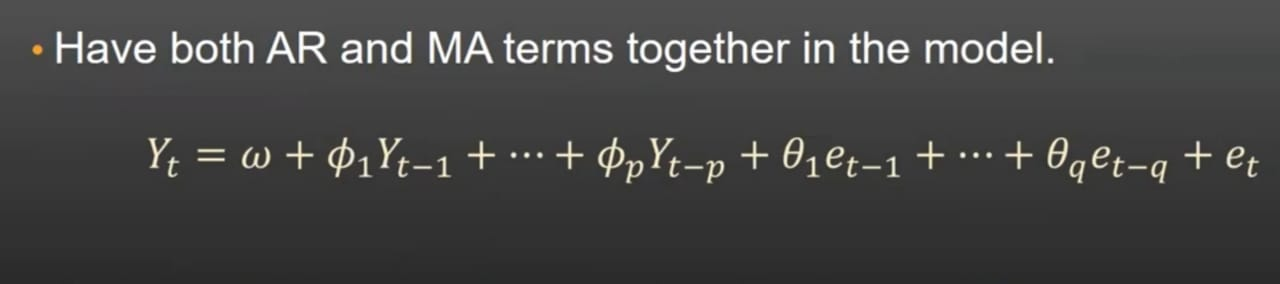 • Have both AR and MA terms together in the model.
Yₜ = ω + ϕ₁Yₜ₋₁ + ⋯ + ϕₚYₜ₋ₚ + θ₁eₜ₋₁ + ⋯ + θ_qeₜ₋q + eₜ